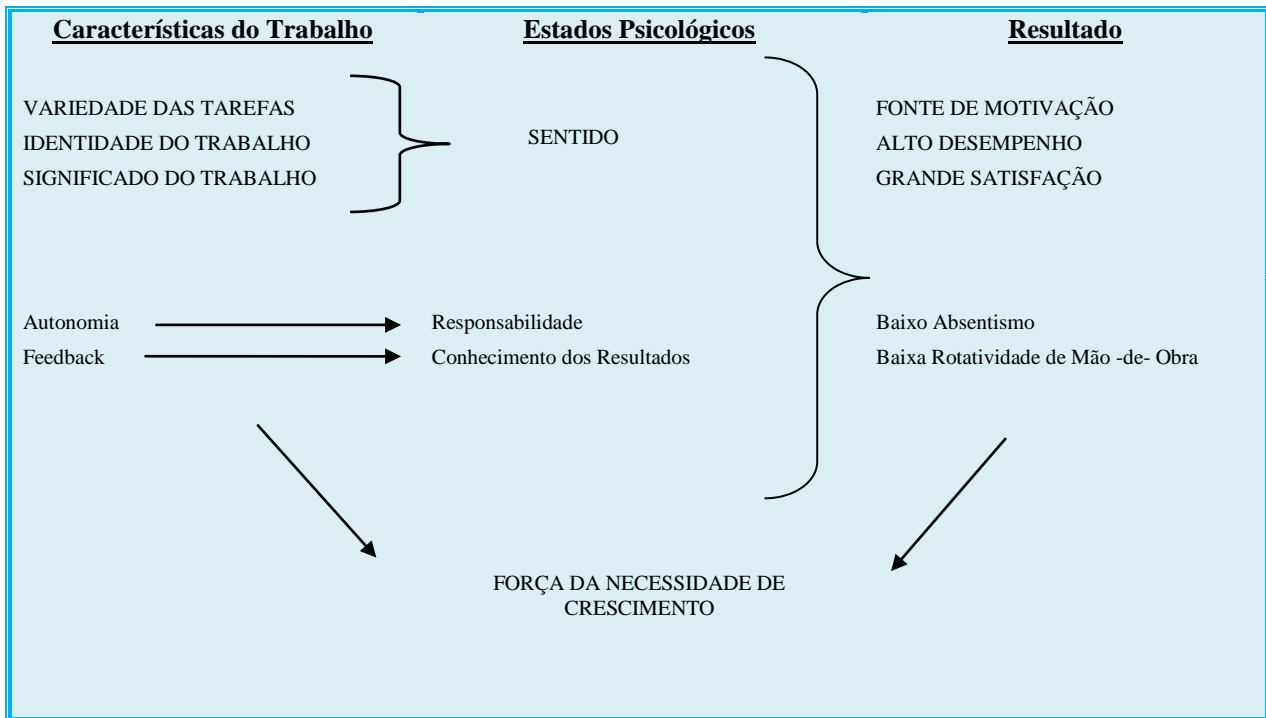 Características do Trabalho
Estados Psicológicos
Resultado
VARIEDADE DAS TAREFAS
IDENTIDADE DO TRABALHO
SIGNIFICADO DO TRABALHO
SENTIDO
FONTE DE MOTIVAÇÃO
ALTO DESEMPENHO
GRANDE SATISFAÇÃO
Autonomia
Responsabilidade
Baixo Absentismo
Feedback
Conhecimento dos Resultados
Baixa Rotatividade de Mão -de- Obra
FORÇA DA NECESSIDADE DE
CRESCIMENTO